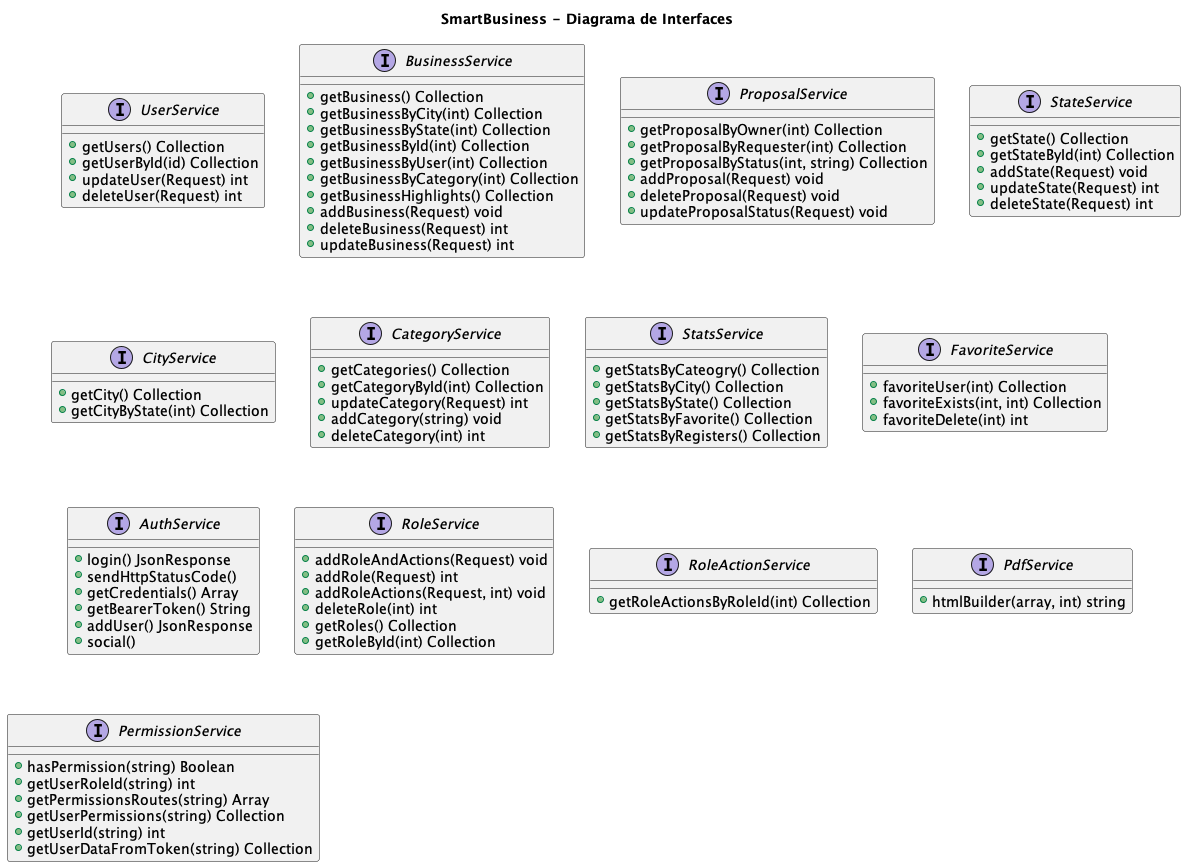 SmartBusiness - Diagrama de Interfaces
I UserService
getUsers() Collection
getUserById(id) Collection
updateUser(Request) int
deleteUser(Request) int
I BusinessService
getBusiness() Collection
getBusinessByCity(int) Collection
getBusinessByState(int) Collection
getBusinessById(int) Collection
getBusinessByUser(int) Collection
getBusinessByCategory(int) Collection
getBusinessHighlights() Collection
addBusiness(Request) void
deleteBusiness(Request) int
updateBusiness(Request) int
I ProposalService
getProposalByOwner(int) Collection
getProposalByRequester(int) Collection
getProposalByStatus(int, string) Collection
addProposal(Request) void
deleteProposal(Request) void
updateProposalStatus(Request) void
I StateService
getState() Collection
getStateById(int) Collection
addState(Request) void
updateState(Request) int
deleteState(Request) int
I CityService
getCity() Collection
getCityByState(int) Collection
I CategoryService
getCategories() Collection
getCategoryById(int) Collection
updateCategory(Request) int
addCategory(string) void
deleteCategory(int) int
I StatsService
getStatsByCateogry() Collection
getStatsByCity() Collection
getStatsByState() Collection
getStatsByFavorite() Collection
getStatsByRegisters() Collection
I FavoriteService
favoriteUser(int) Collection
favoriteExists(int, int) Collection
favoriteDelete(int) int
I AuthService
login() JsonResponse
sendHttpStatusCode()
getCredentials() Array
getBearerToken() String
addUser() JsonResponse
social()
I RoleService
addRoleAndActions(Request) void
addRole(Request) int
addRoleActions(Request, int) void
deleteRole(int) int
getRoles() Collection
getRoleById(int) Collection
I RoleActionService
getRoleActionsByRoleId(int) Collection
I PdfService
htmlBuilder(array, int) string
I PermissionService
hasPermission(string) Boolean
getUserRoleId(string) int
getPermissionsRoutes(string) Array
getUserPermissions(string) Collection
getUserId(string) int
getUserDataFromToken(string) Collection